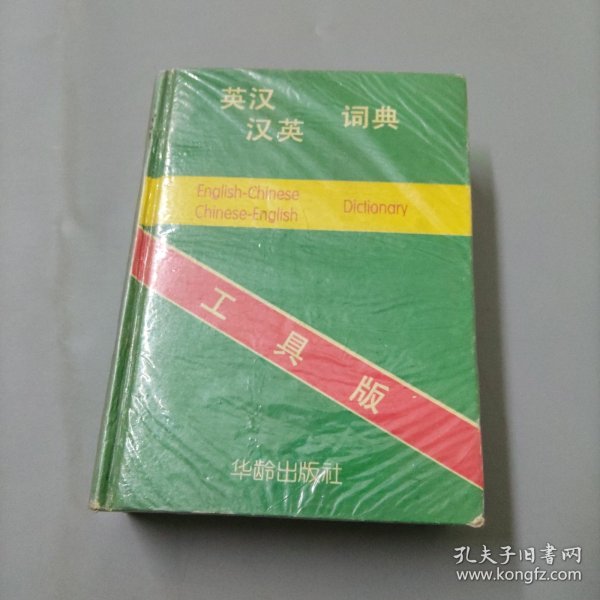 英汉
汉英
词典
English-Chinese
Chinese-English
Dictionary
工具版
华龄出版社
孔夫子旧书网
www.kongfz.com